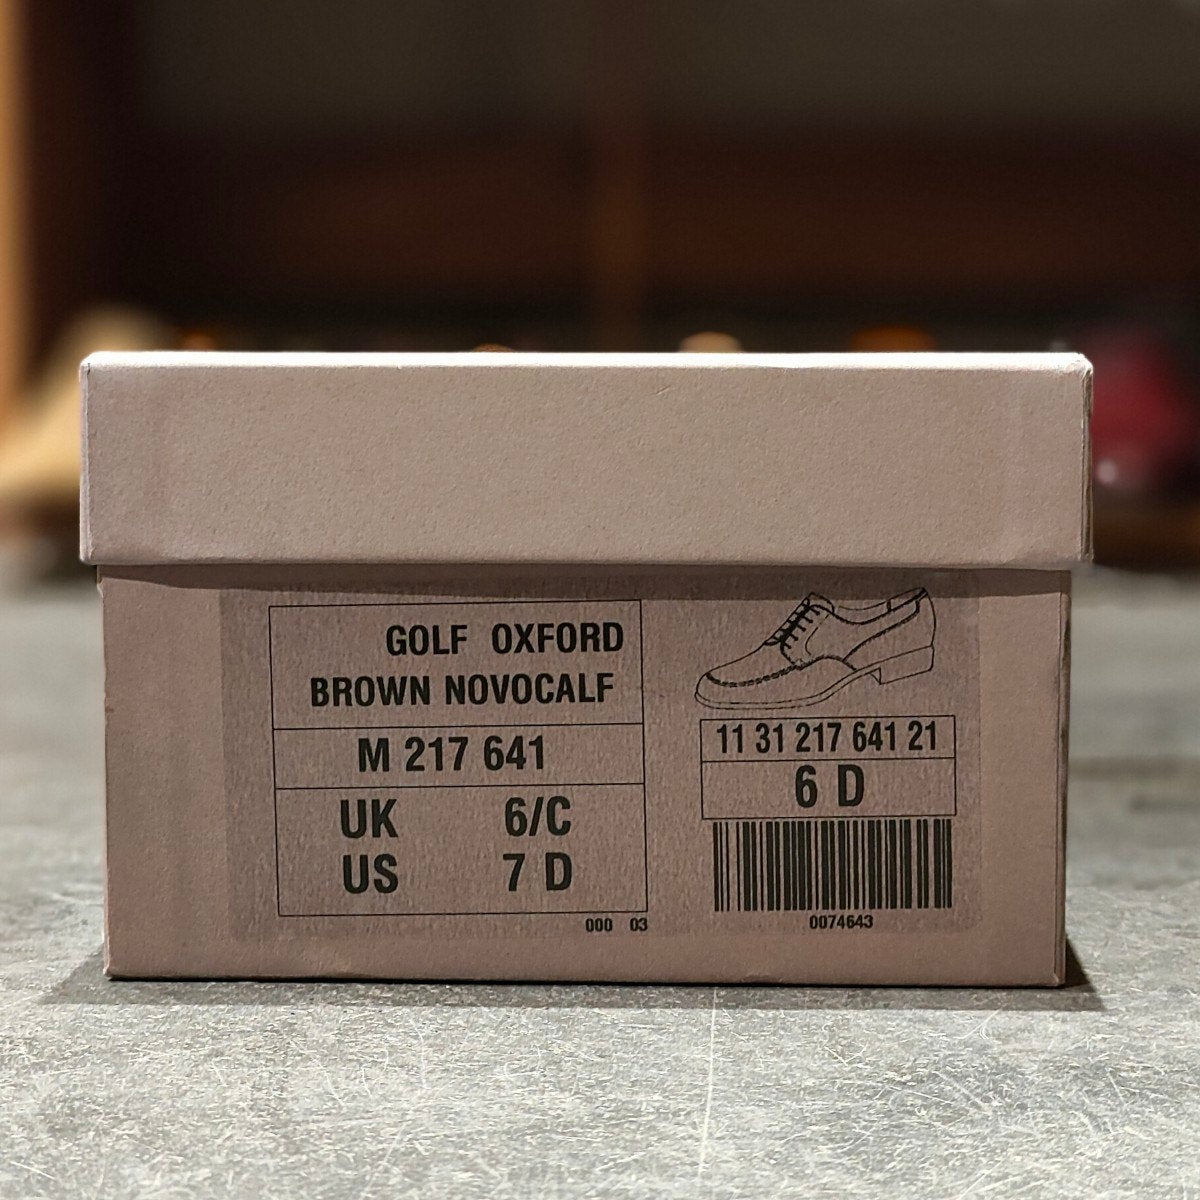 GOLF OXFORD
BROWN NOVOCALF
M 217 641
UK 6/C
US 7 D
000 03
11 31 217 641 21
6 D
0074643